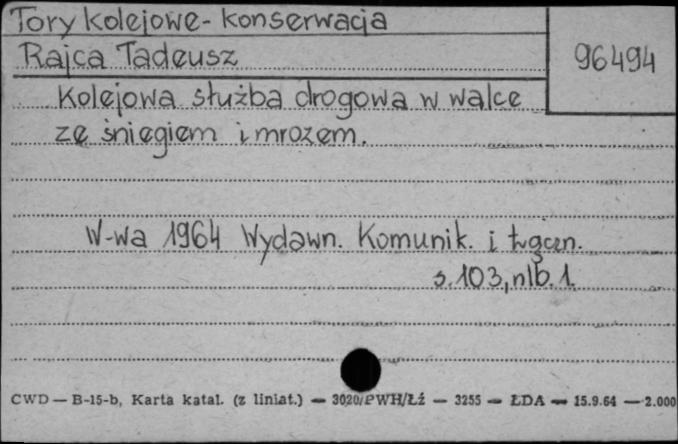 Tory kolejowe - konserwacja
Rajca Tadeusz
96494
Kolejowa służba drogowa w walce
ze śniegiem i mrozem.
W-wa 1964 Wydawn. Komunik. i Łączn.
s. 103, nlb. 1.
CWD — B-15-b, Karta katal. (z liniat.) — 3020/PWH/Łź — 3255 — ŁDA — 15.9.64 — 2.000